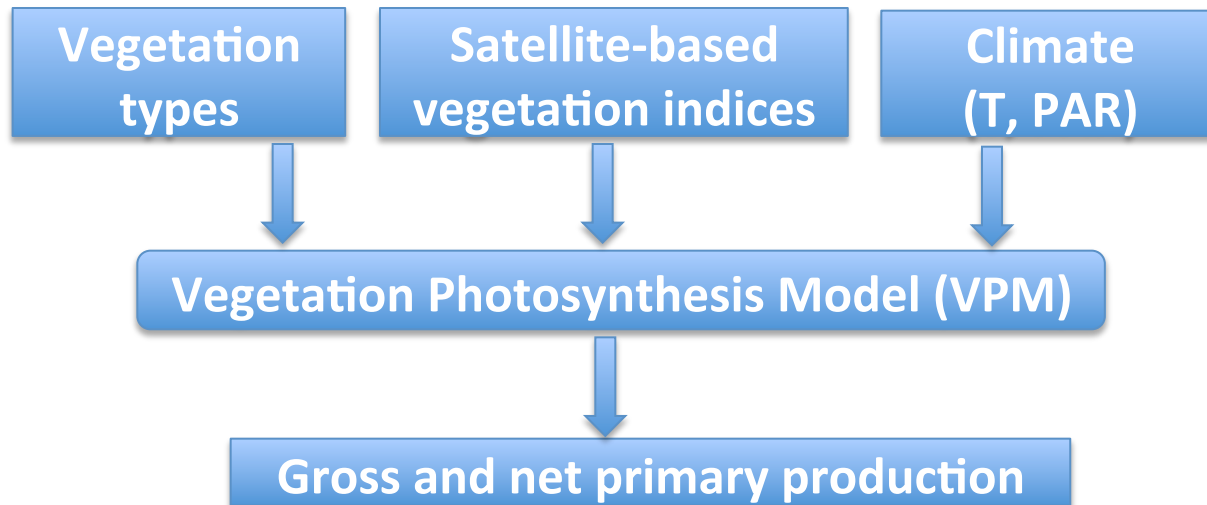 Vegetation
types
Satellite-based
vegetation indices
Climate
(T, PAR)
Vegetation Photosynthesis Model (VPM)
Gross and net primary production